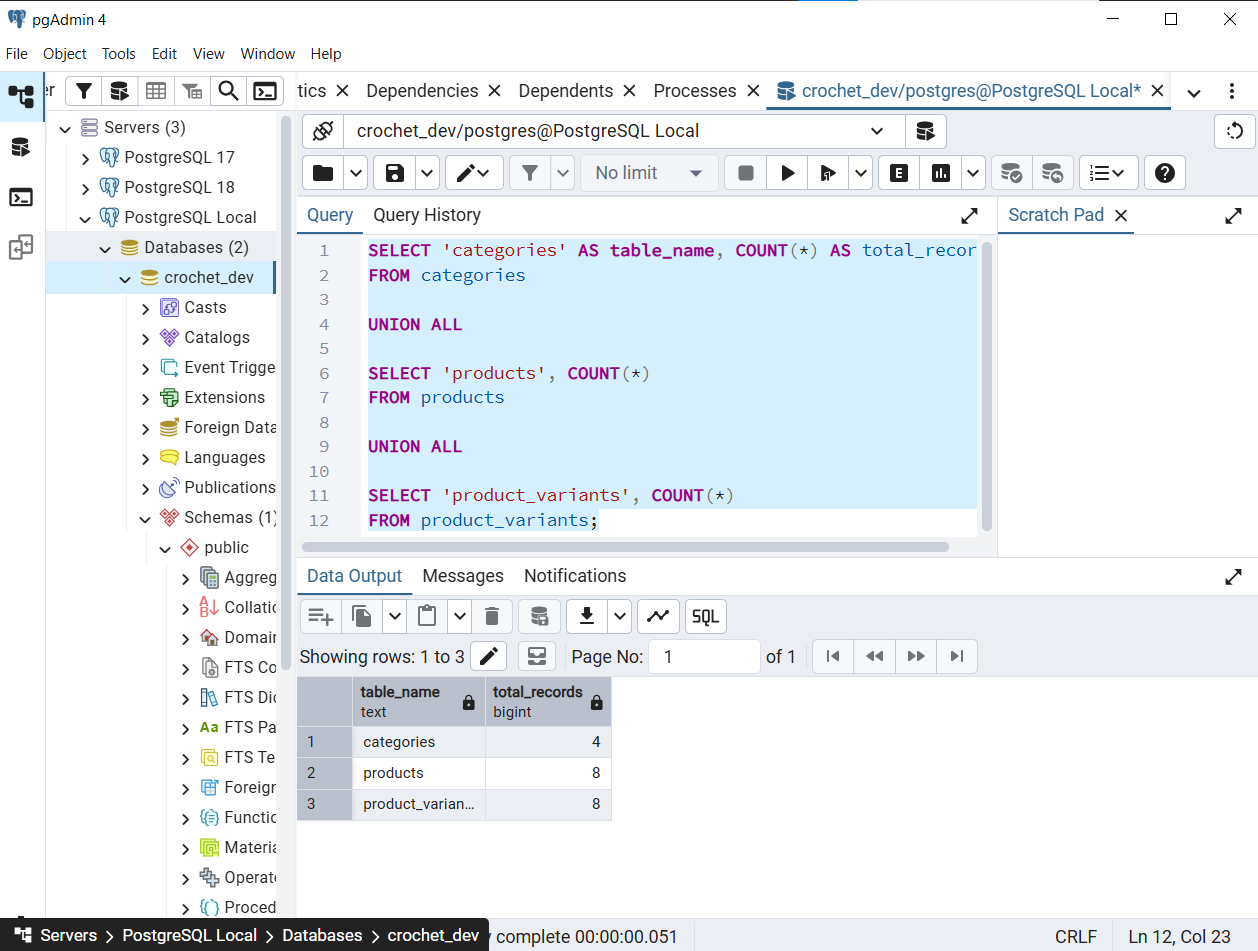 pgAdmin 4
File Object Tools Edit View Window Help
er
tics Dependencies Dependents Processes crochet_dev/postgres@PostgreSQL Local*
Servers (3)
PostgreSQL 17
PostgreSQL 18
PostgreSQL Local
Databases (2)
crochet_dev
Casts
Catalogs
Event Trigge
Extensions
Foreign Data
Languages
Publications
Schemas (1)
public
Aggreg
Collatio
Domain
FTS Co
FTS Dic
Aa FTS Pa
FTS Te
Foreign
Functio
Materia
Operato
Proced
crochet_dev/postgres@PostgreSQL Local
No limit
E
Query Query History
Scratch Pad
1 SELECT 'categories' AS table_name, COUNT(*) AS total_recor
2 FROM categories
3
4 UNION ALL
5
6 SELECT 'products', COUNT(*)
7 FROM products
8
9 UNION ALL
10
11 SELECT 'product_variants', COUNT(*)
12 FROM product_variants;
Data Output Messages Notifications
SQL
Showing rows: 1 to 3 Page No: 1 of 1
table_name total_records
text bigint
1 categories 4
2 products 8
3 product_varian... 8
Servers PostgreSQL Local Databases crochet_dev
complete 00:00:00.051 CRLF Ln 12, Col 23